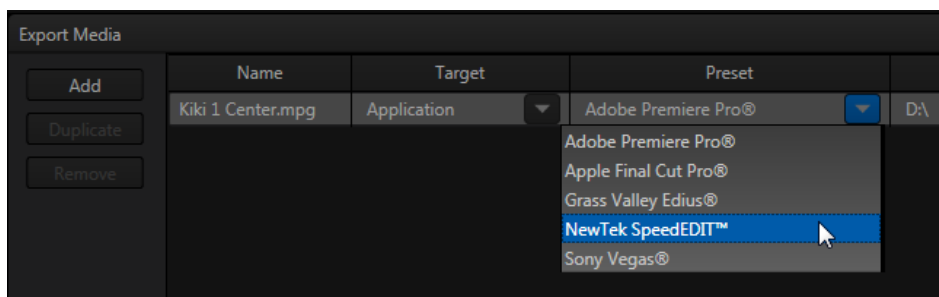 Export Media
Add
Duplicate
Remove
Name Target Preset
Kiki 1 Center.mpg Application Adobe Premiere Pro® D:\
Adobe Premiere Pro®
Apple Final Cut Pro®
Grass Valley Edius®
NewTek SpeedEDIT™
Sony Vegas®